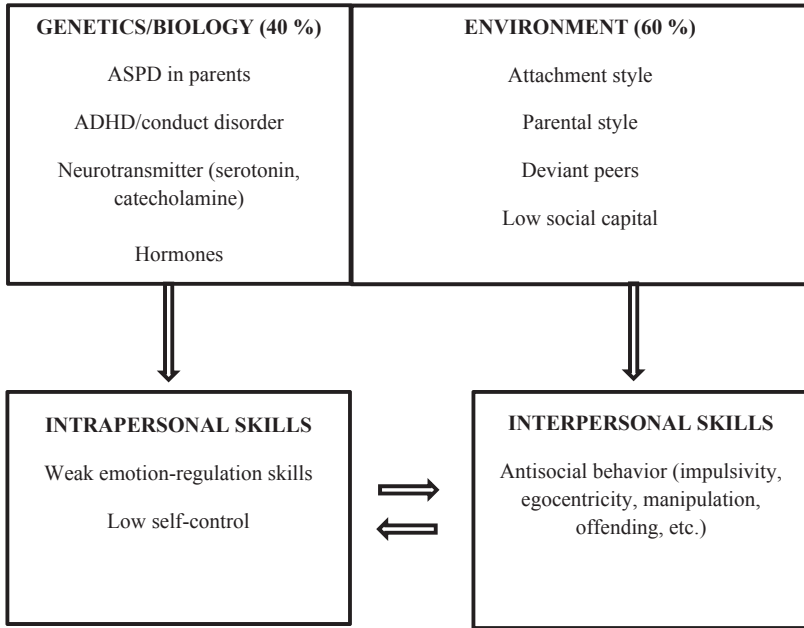 GENETICS/BIOLOGY (40 %)
ASPD in parents
ADHD/conduct disorder
Neurotransmitter (serotonin,
catecholamine)
Hormones
ENVIRONMENT (60 %)
Attachment style
Parental style
Deviant peers
Low social capital
INTRAPERSONAL SKILLS
Weak emotion-regulation skills
Low self-control
INTERPERSONAL SKILLS
Antisocial behavior (impulsivity,
egocentricity, manipulation,
offending, etc.)